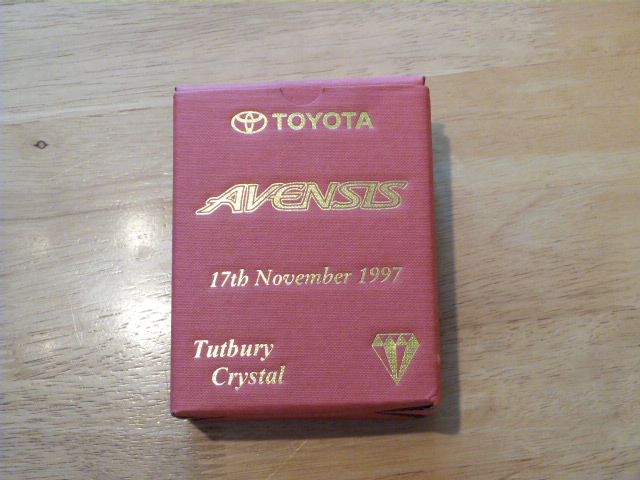 TOYOTA
AVENSIS
17th November 1997
Tutbury
Crystal